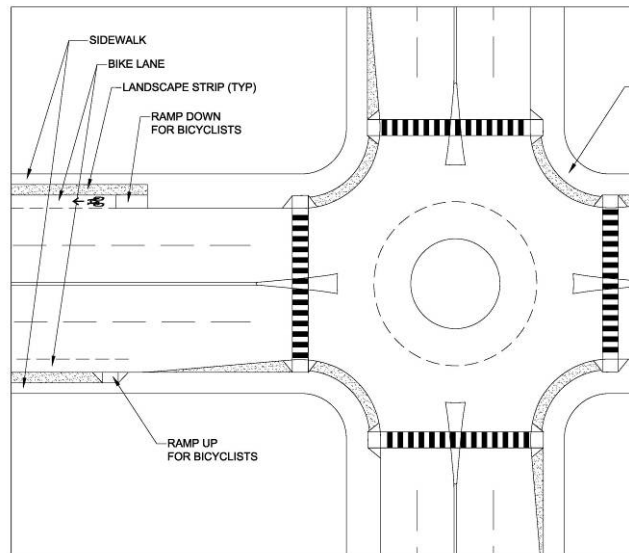 SIDEWALK
BIKE LANE
LANDSCAPE STRIP (TYP)
RAMP DOWN
FOR BICYCLISTS
RAMP UP
FOR BICYCLISTS